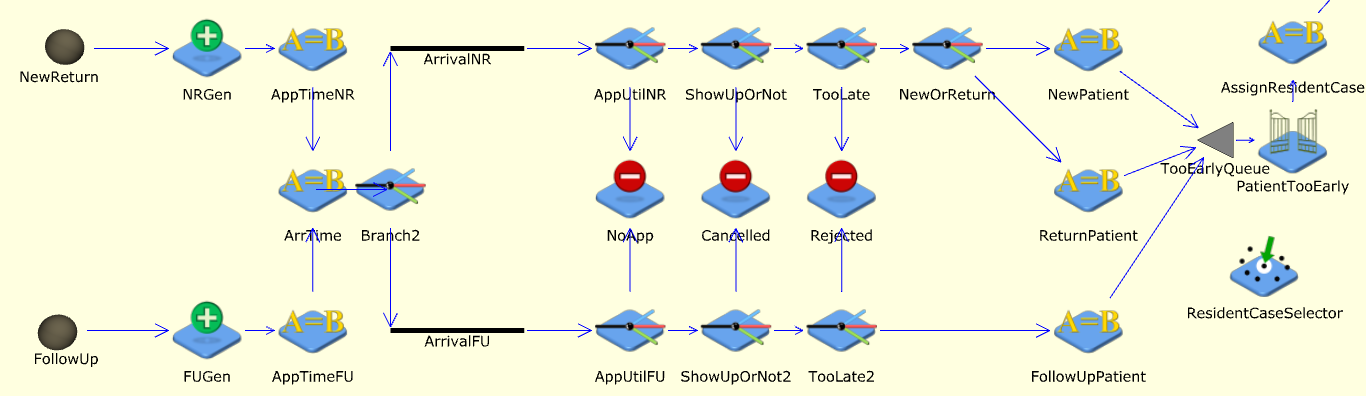 A=B
A=B
A=B
NewReturn
NRGen
AppTimeNR
ArrivalNR
AppUtilNR
ShowUpOrNot
TooLate
NewOrReturn
NewPatient
AssignResidentCase
A=B
A=B
TooEarlyQueue
PatientTooEarly
ArrTime
Branch2
NoApp
Cancelled
Rejected
ReturnPatient
ResidentCaseSelector
A=B
A=B
FollowUp
FUGen
AppTimeFU
ArrivalFU
AppUtilFU
ShowUpOrNot2
TooLate2
FollowUpPatient